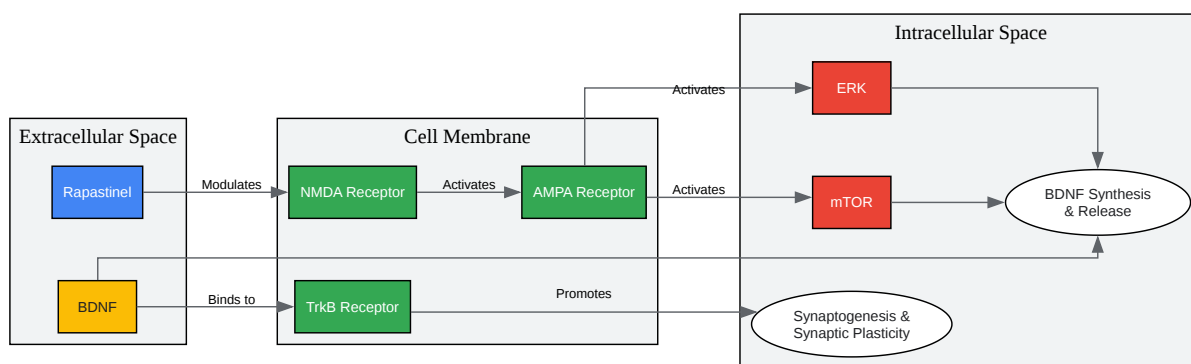 Intracellular Space
Extracellular Space
Cell Membrane
Activates
ERK
Rapastinel
Modulates
NMDA Receptor
Activates
AMPA Receptor
Activates
mTOR
BDNF Synthesis
& Release
BDNF
Binds to
TrkB Receptor
Promotes
Synaptogenesis &
Synaptic Plasticity